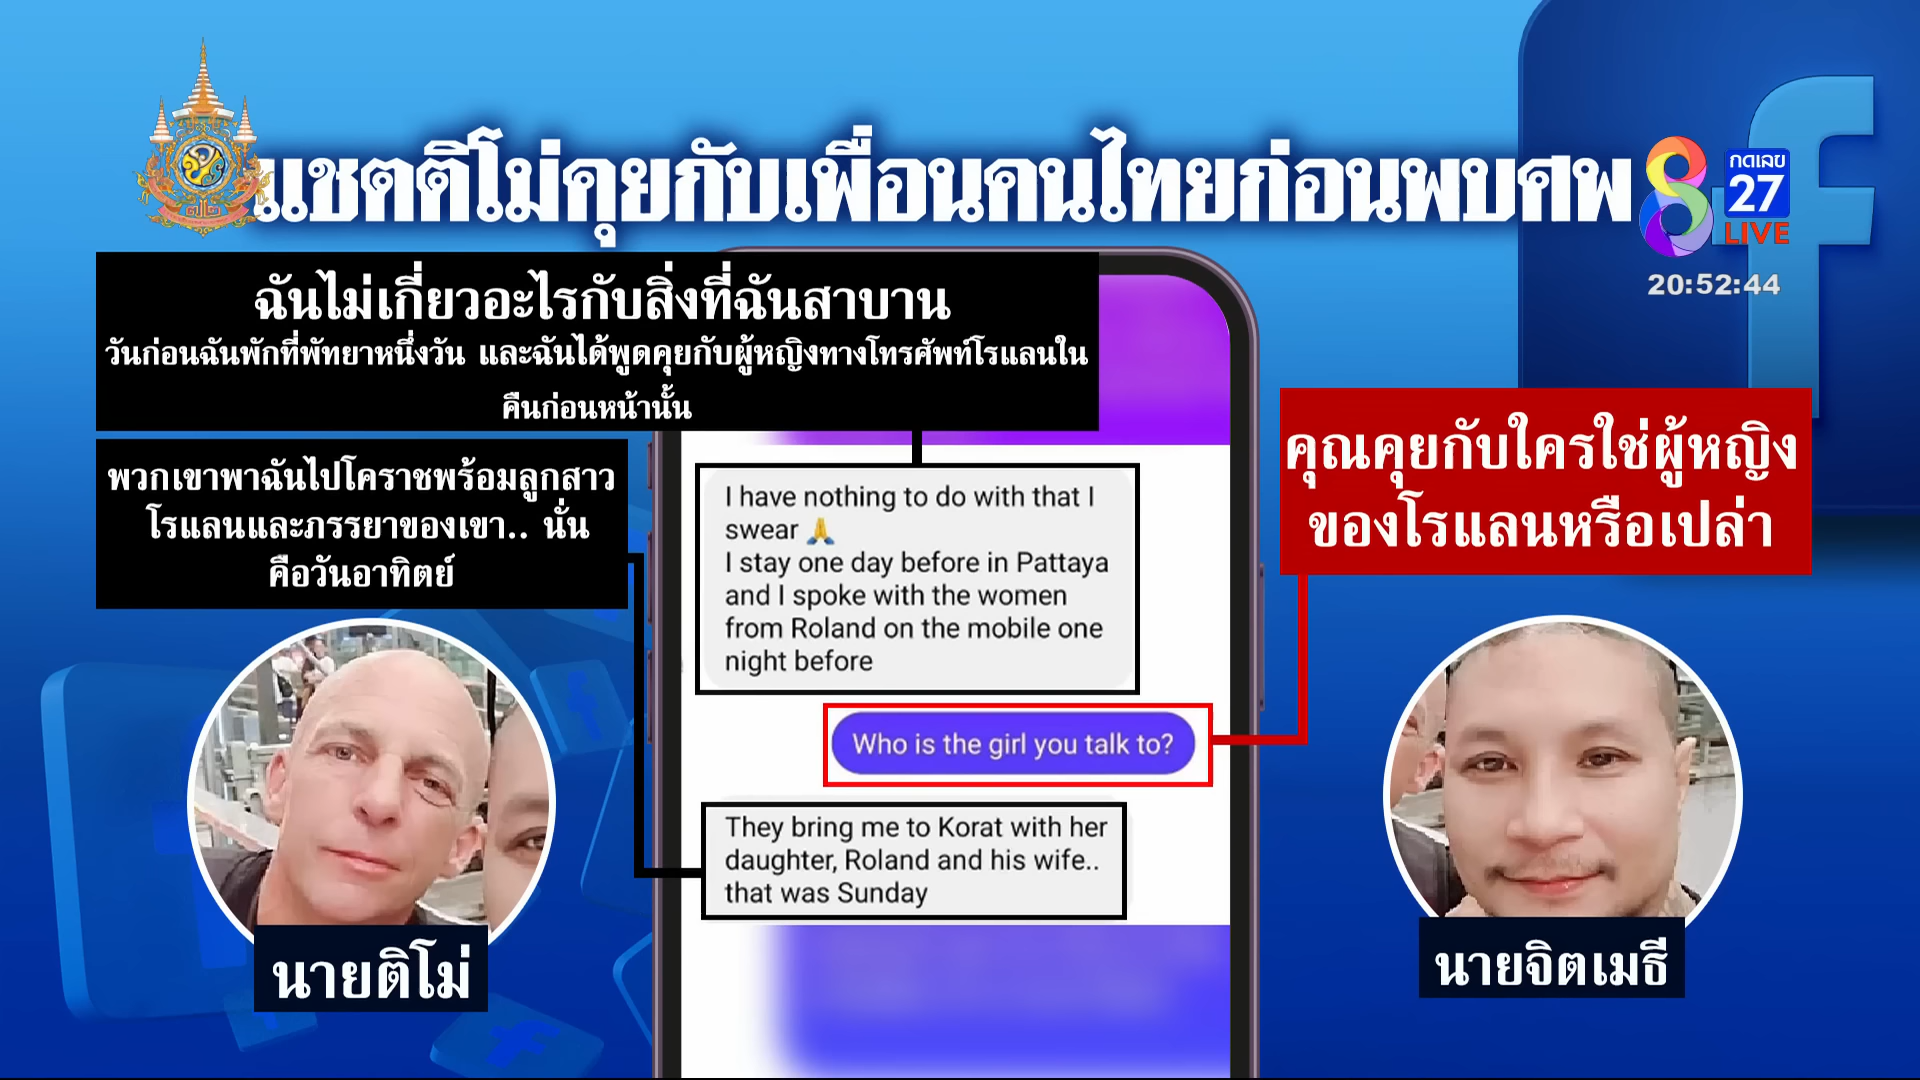 แชตติโม่คุยกับเพื่อนคนไทยก่อนพบศพ
กดเลข
27
LIVE
20:52:44
ฉันไม่เกี่ยวอะไรกับสิ่งที่ฉันสาบาน
วันก่อนฉันพักที่พัทยาหนึ่งวัน และฉันได้พูดคุยกับผู้หญิงทางโทรศัพท์โรแลนใน
คืนก่อนหน้านั้น
พวกเขาพาฉันไปโคราชพร้อมลูกสาว
โรแลนและภรรยาของเขา.. นั่น
คือวันอาทิตย์
คุณคุยกับใครใช่ผู้หญิง
ของโรแลนหรือเปล่า
I have nothing to do with that I
swear 🙏
I stay one day before in Pattaya
and I spoke with the women
from Roland on the mobile one
night before
Who is the girl you talk to?
They bring me to Korat with her
daughter, Roland and his wife..
that was Sunday
นายติโม่
นายจิตเมธี